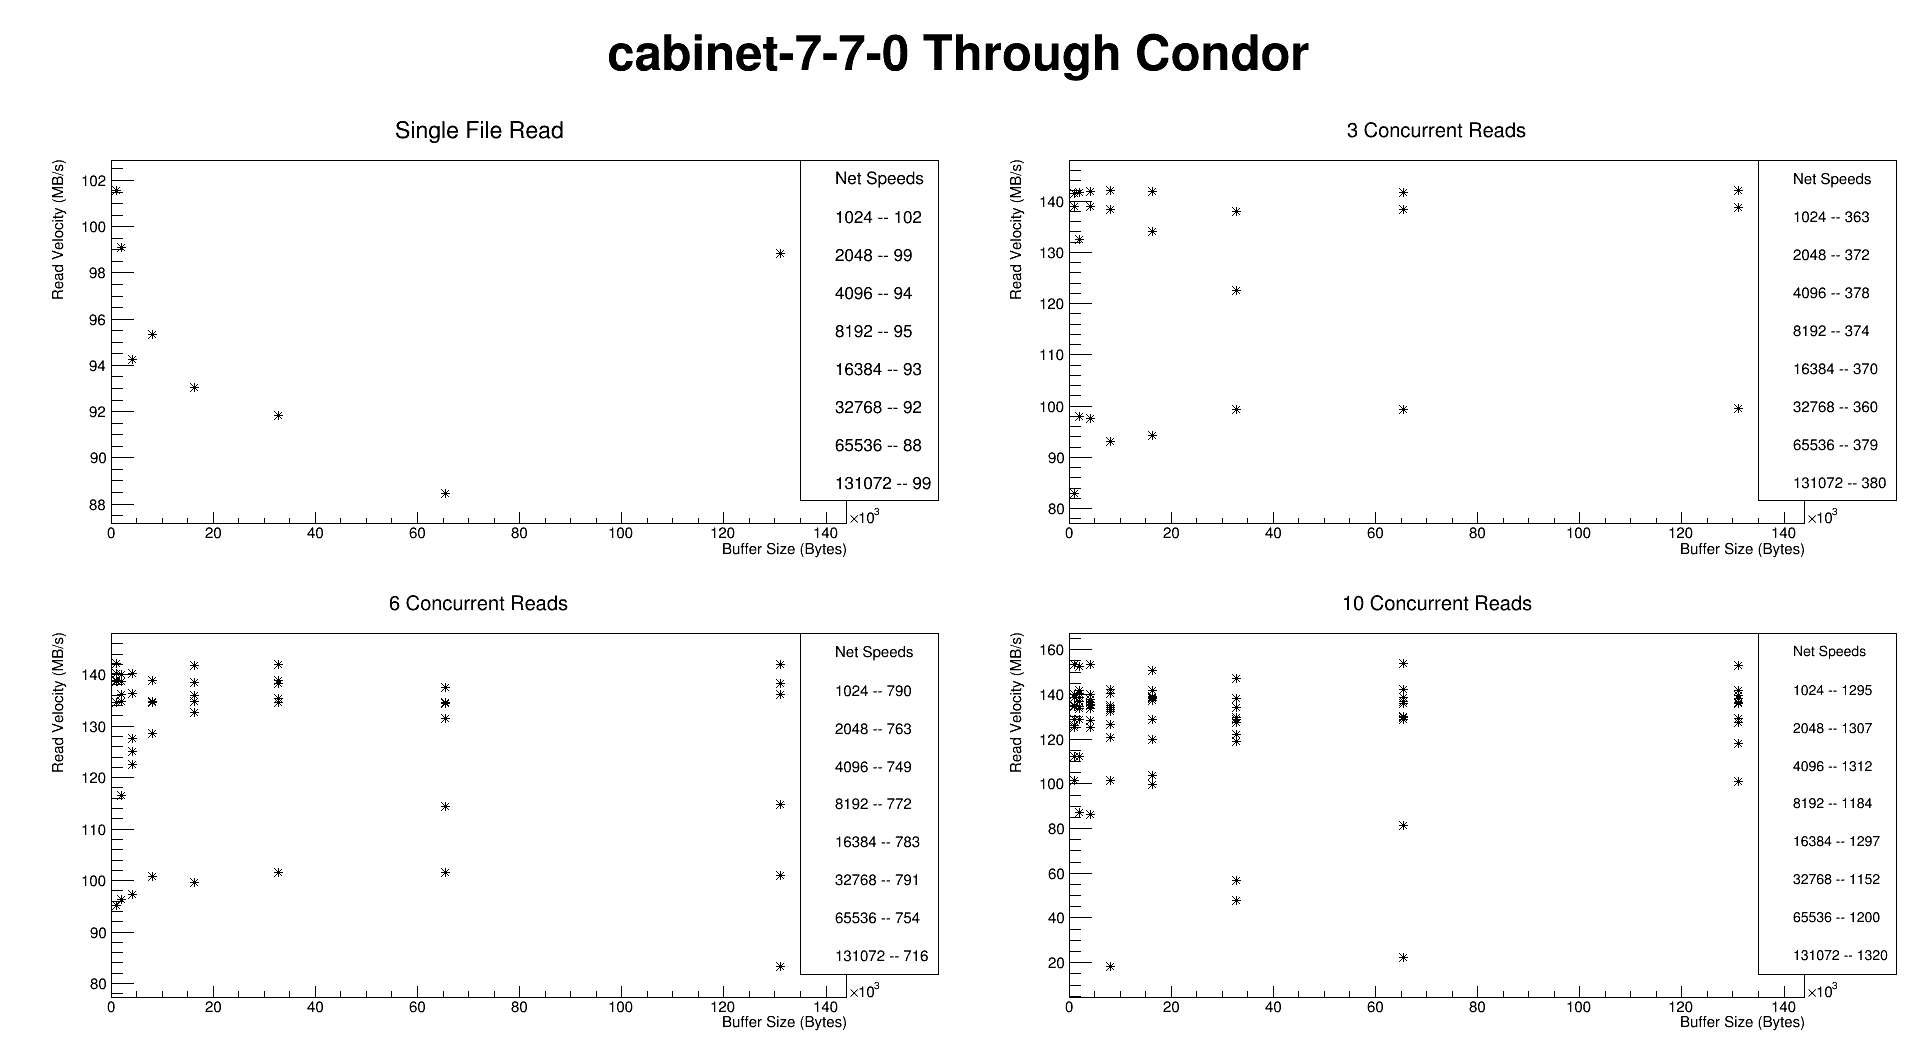 cabinet-7-7-0 Through Condor
Single File Read
Read Velocity (MB/s)
102
100
98
96
94
92
90
88
0 20 40 60 80 100 120 140
×10³
Buffer Size (Bytes)
Net Speeds
1024 -- 102
2048 -- 99
4096 -- 94
8192 -- 95
16384 -- 93
32768 -- 92
65536 -- 88
131072 -- 99
3 Concurrent Reads
Read Velocity (MB/s)
140
130
120
110
100
90
80
0 20 40 60 80 100 120 140
×10³
Buffer Size (Bytes)
Net Speeds
1024 -- 363
2048 -- 372
4096 -- 378
8192 -- 374
16384 -- 370
32768 -- 360
65536 -- 379
131072 -- 380
6 Concurrent Reads
Read Velocity (MB/s)
140
130
120
110
100
90
80
0 20 40 60 80 100 120 140
×10³
Buffer Size (Bytes)
Net Speeds
1024 -- 790
2048 -- 763
4096 -- 749
8192 -- 772
16384 -- 783
32768 -- 791
65536 -- 754
131072 -- 716
10 Concurrent Reads
Read Velocity (MB/s)
160
140
120
100
80
60
40
20
0 20 40 60 80 100 120 140
×10³
Buffer Size (Bytes)
Net Speeds
1024 -- 1295
2048 -- 1307
4096 -- 1312
8192 -- 1184
16384 -- 1297
32768 -- 1152
65536 -- 1200
131072 -- 1320